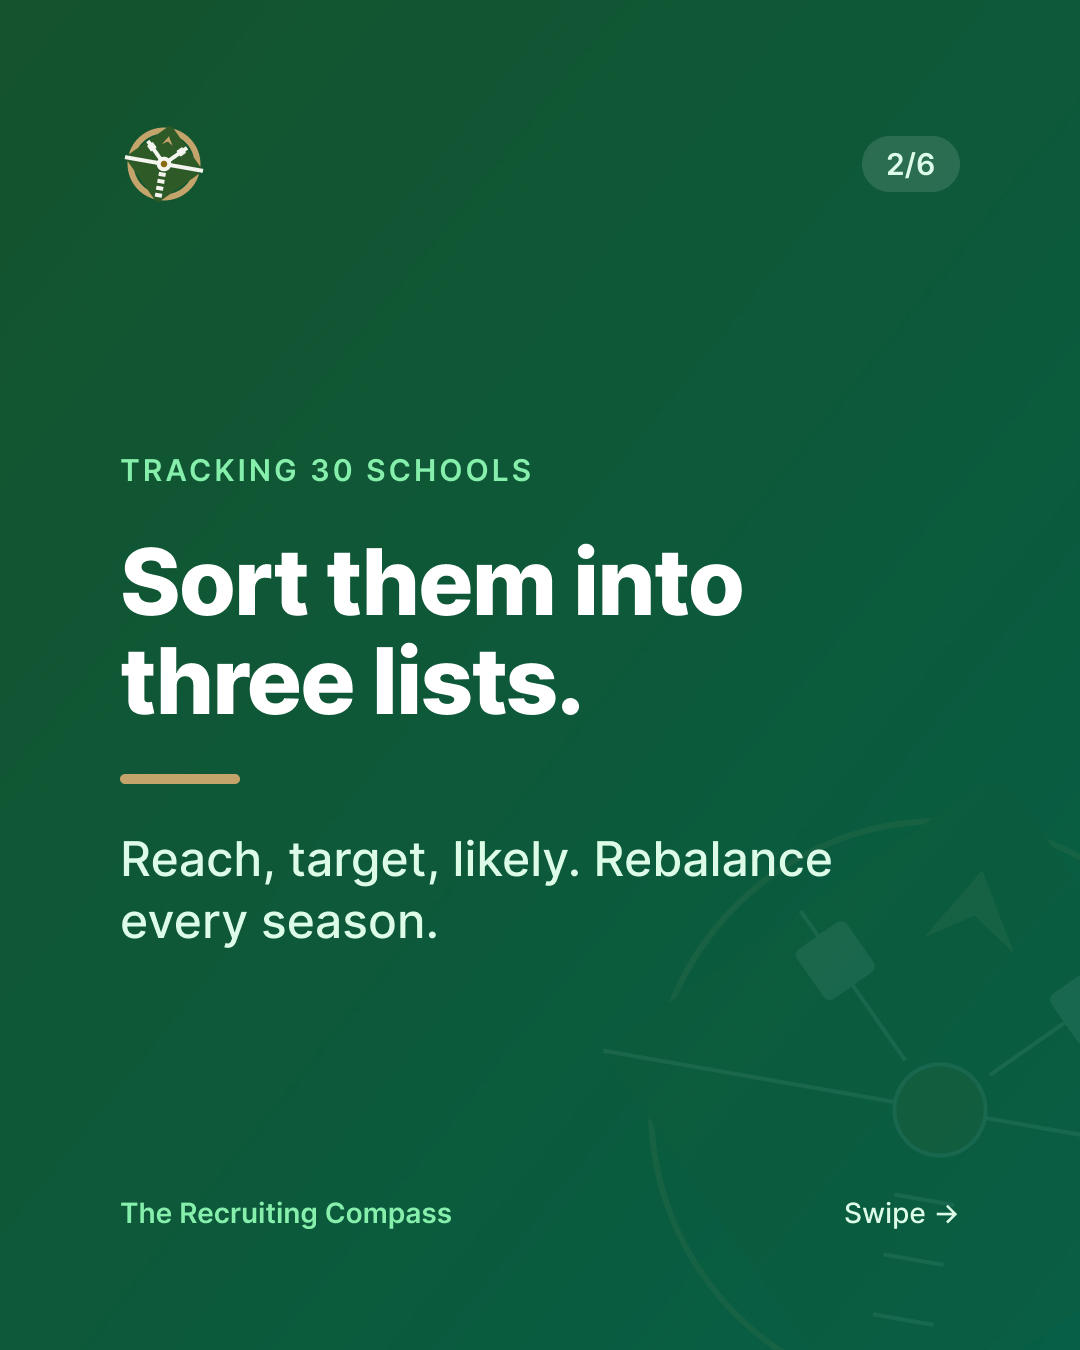 2/6
TRACKING 30 SCHOOLS
Sort them into
three lists.
Reach, target, likely. Rebalance
every season.
The Recruiting Compass
Swipe →